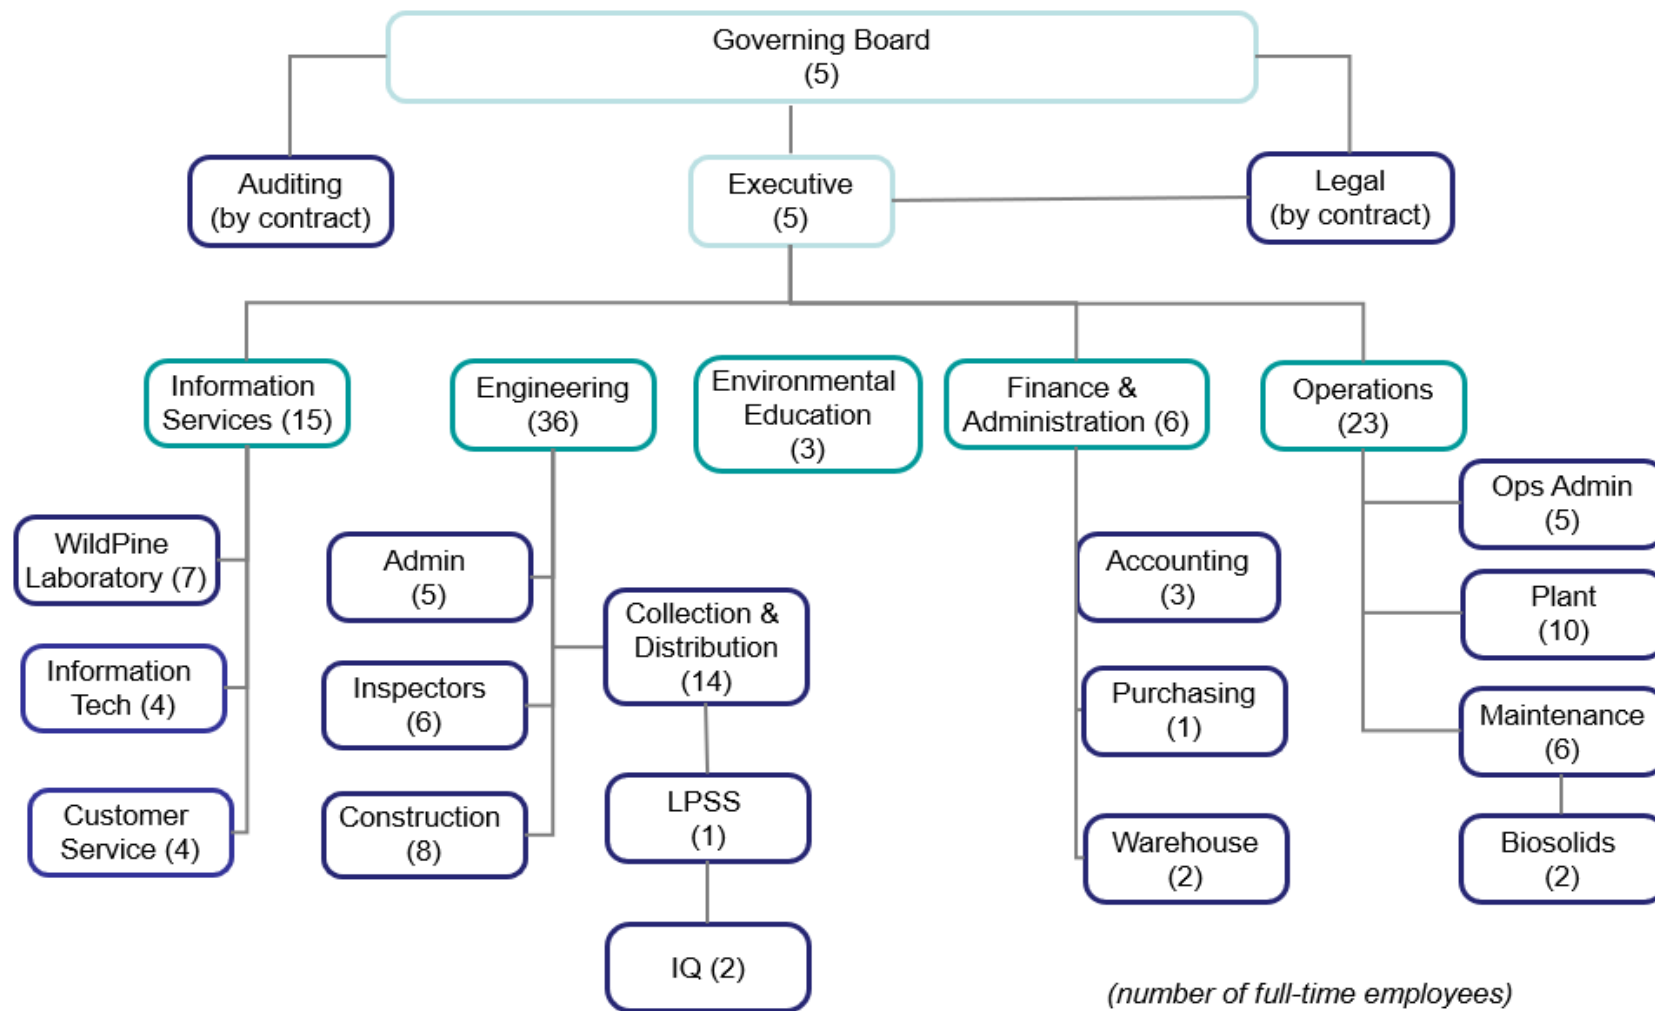 Governing Board
(5)
Auditing
(by contract)
Executive
(5)
Legal
(by contract)
Information
Services (15)
Engineering
(36)
Environmental
Education
(3)
Finance &
Administration (6)
Operations
(23)
WildPine
Laboratory (7)
Information
Tech (4)
Customer
Service (4)
Admin
(5)
Inspectors
(6)
Construction
(8)
Collection &
Distribution
(14)
LPSS
(1)
IQ (2)
Accounting
(3)
Purchasing
(1)
Warehouse
(2)
Ops Admin
(5)
Plant
(10)
Maintenance
(6)
Biosolids
(2)
(number of full-time employees)